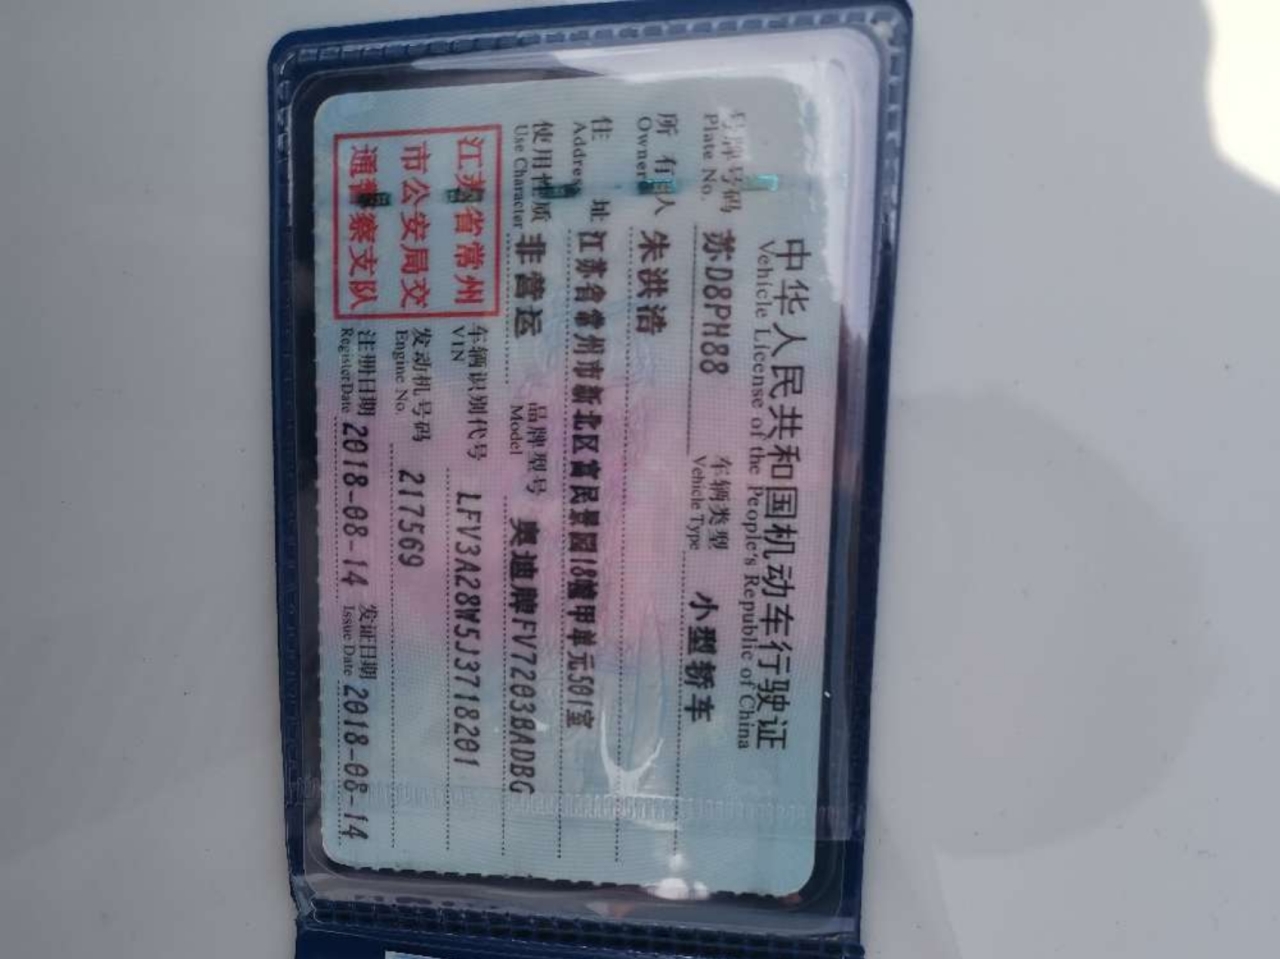 中华人民共和国机动车行驶证
Vehicle License of the People's Republic of China
号牌号码 苏D8PH88 车辆类型 小型轿车
Plate No. Vehicle Type
所有人 朱洪浩
Owner
住址 江苏省常州市新北区富民景园18幢甲单元501室
Address
使用性质 非营运 品牌型号 奥迪牌FV7203BADBG
Use Character Model
江苏省常州
市公安局交
通警察支队
车辆识别代号 LFV3A28W5J3718201
VIN
发动机号码 217569
Engine No.
注册日期 2018-08-14 发证日期 2018-08-14
Register Date Issue Date